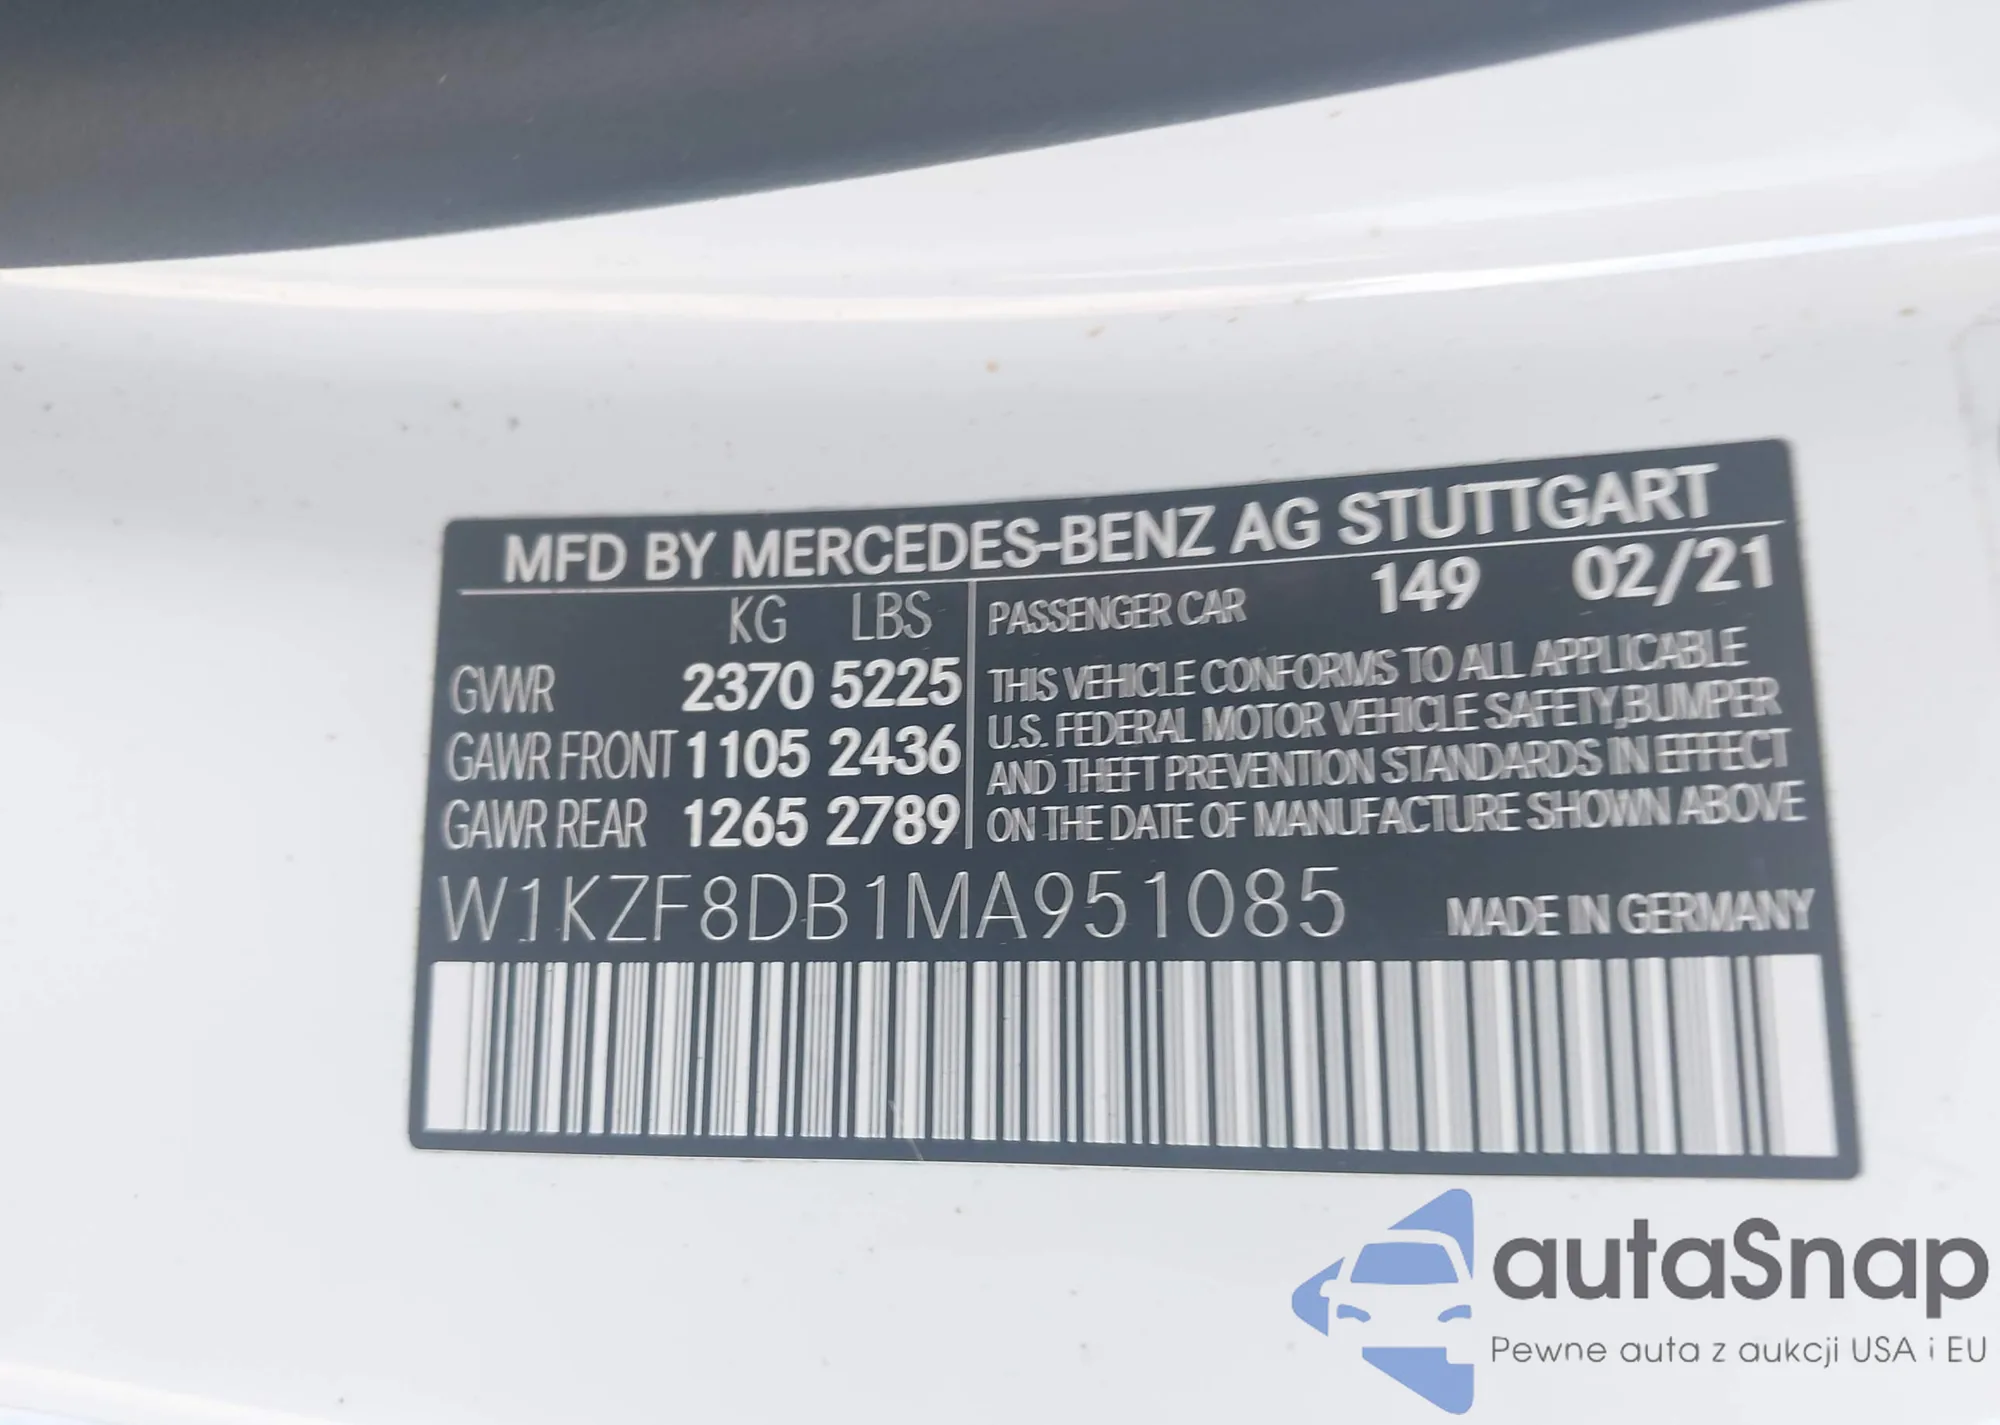 MFD BY MERCEDES-BENZ AG STUTTGART
KG LBS
GVWR 2370 5225
GAWR FRONT 1105 2436
GAWR REAR 1265 2789
PASSENGER CAR 149 02/21
THIS VEHICLE CONFORMS TO ALL APPLICABLE
U.S. FEDERAL MOTOR VEHICLE SAFETY,BUMPER
AND THEFT PREVENTION STANDARDS IN EFFECT
ON THE DATE OF MANUFACTURE SHOWN ABOVE
W1KZF8DB1MA951085 MADE IN GERMANY
autaSnap
Pewne auta z aukcji USA i EU